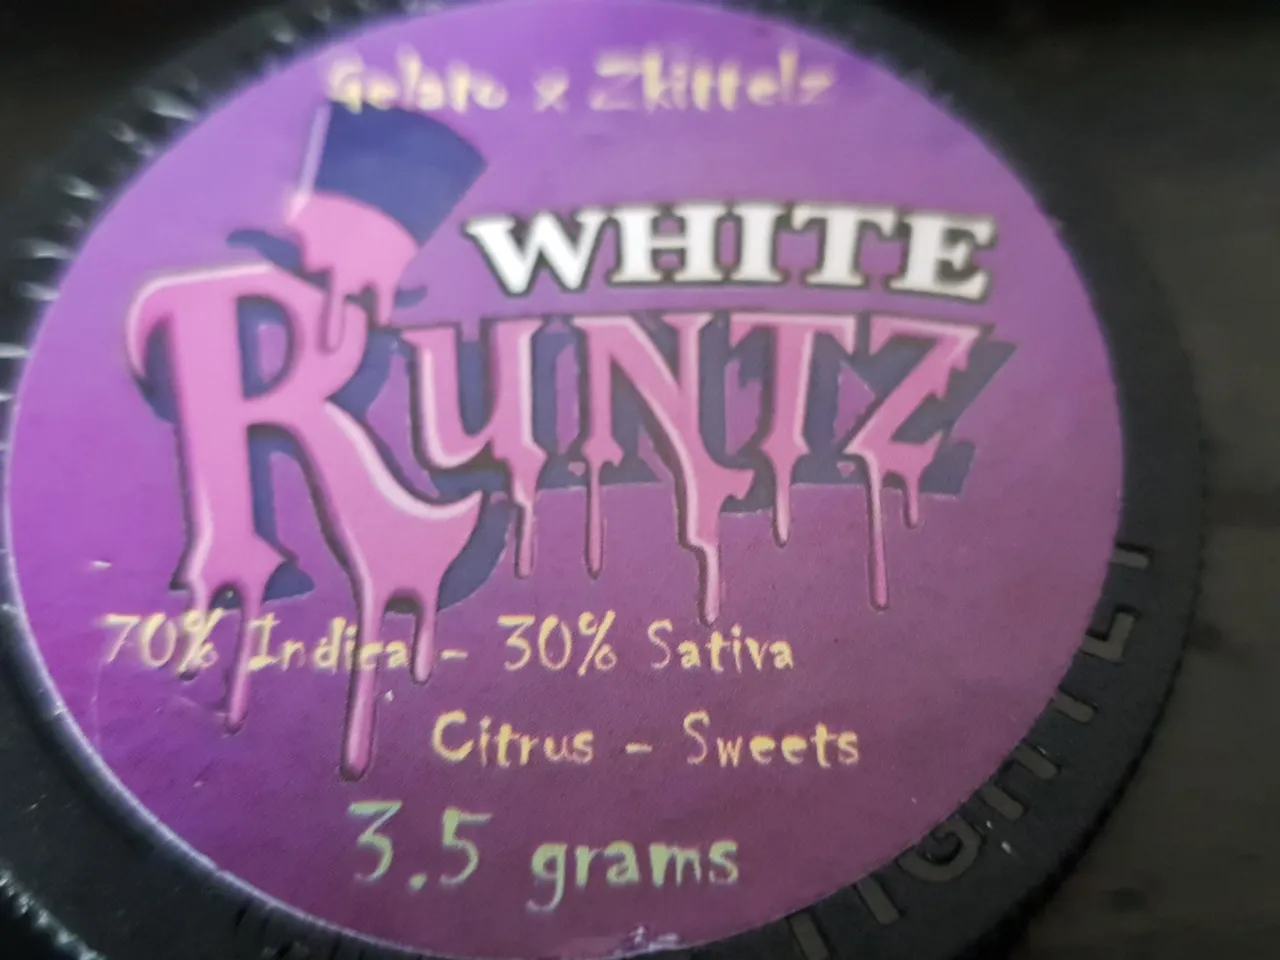 Gelato x Zkittelz
WHITE
RUNTZ
70% Indica - 30% Sativa
Citrus - Sweets
3.5 grams